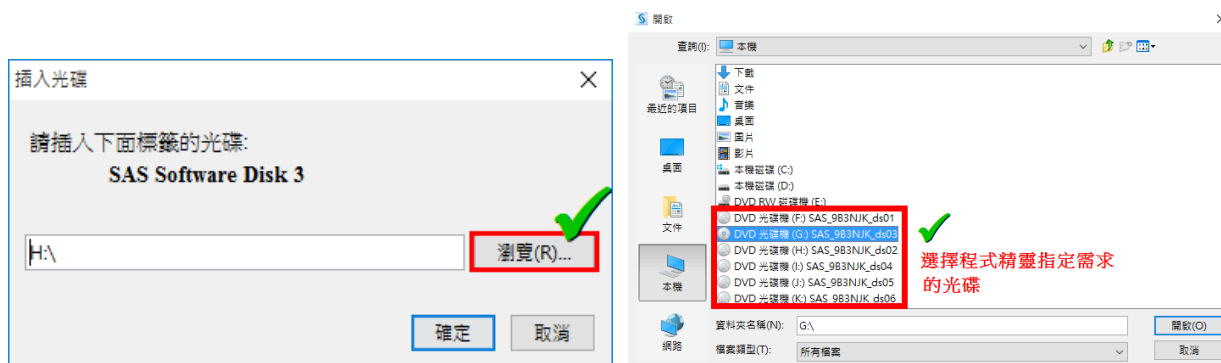 插入光碟
請插入下面標籤的光碟:
SAS Software Disk 3
H:\
瀏覽(R)...
確定
取消
開啟
查詢(I):
本機
最近的項目
桌面
文件
本機
網路
下載
文件
音樂
桌面
圖片
影片
本機磁碟 (C:)
本機磁碟 (D:)
DVD RW 磁碟機 (E:)
DVD 光碟機 (F:) SAS_9B3NJK_ds01
DVD 光碟機 (G:) SAS_9B3NJK_ds03
DVD 光碟機 (H:) SAS_9B3NJK_ds02
DVD 光碟機 (I:) SAS_9B3NJK_ds04
DVD 光碟機 (J:) SAS_9B3NJK_ds05
DVD 光碟機 (K:) SAS_9B3NJK_ds06
選擇程式精靈指定需求
的光碟
資料夾名稱(N):
G:\
開啟(O)
檔案類型(T):
所有檔案
取消